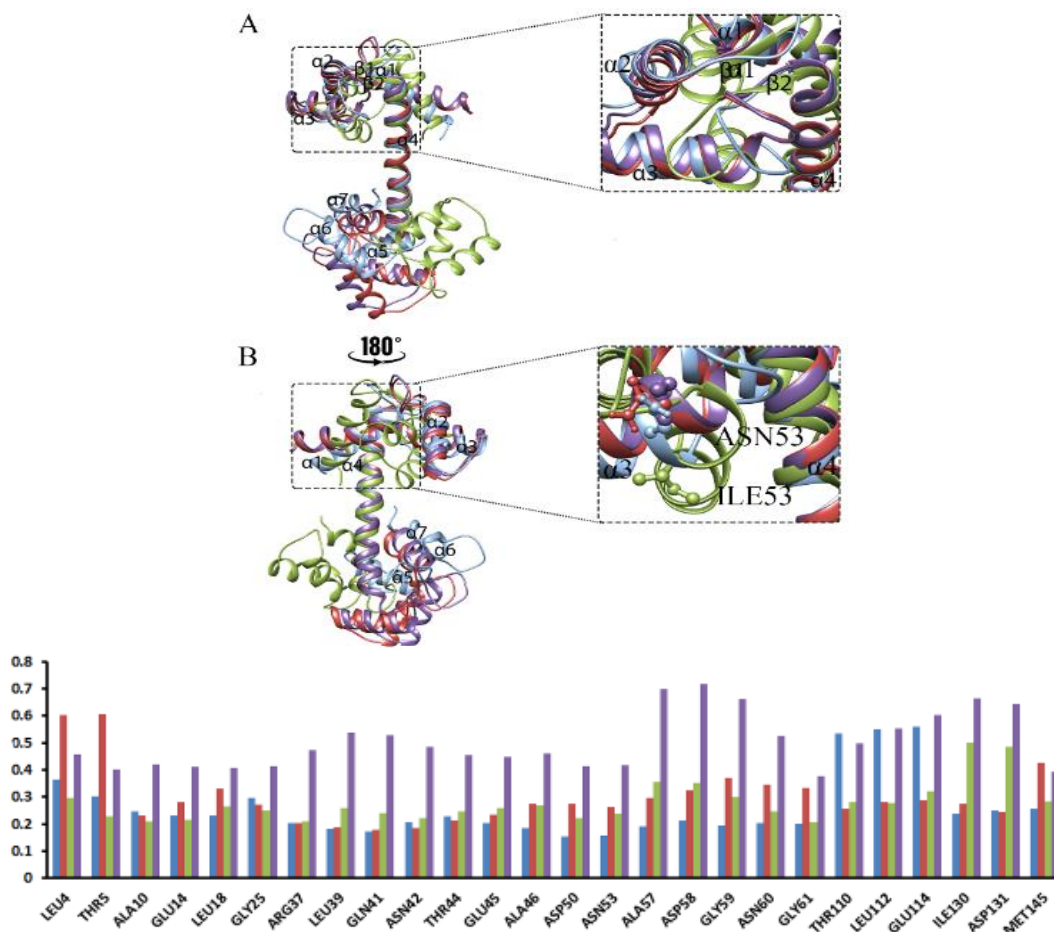 A
α2
β1
α1
β2
α3
α4
α7
α6
α5
α1
α2
β2
α3
α4
B
180°
α2
α3
α1
α4
α7
α6
α5
ASN53
α3
α4
ILE53
0.8
0.7
0.6
0.5
0.4
0.3
0.2
0.1
0
LEU4 THR5 ALA10 GLU14 LEU18 GLY25 ARG37 LEU39 GLN41 ASN42 THR44 GLU45 ALA46 ASP50 ASN53 ALA57 ASP58 GLY59 ASN60 GLY61 THR110 LEU112 GLU114 ILE130 ASP131 MET145